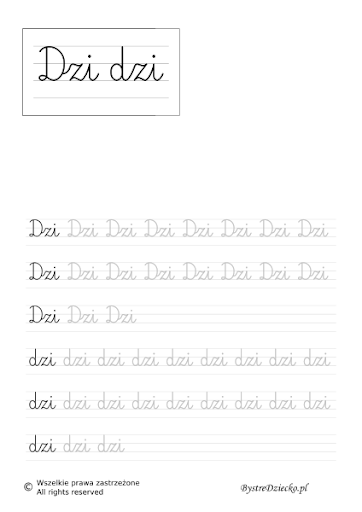 Dzi dzi
Dzi Dzi Dzi Dzi Dzi Dzi Dzi Dzi
Dzi Dzi Dzi Dzi Dzi Dzi Dzi Dzi
Dzi Dzi Dzi
dzi dzi dzi dzi dzi dzi dzi dzi dzi
dzi dzi dzi dzi dzi dzi dzi dzi dzi
dzi dzi dzi
© Wszelkie prawa zastrzeżone
All rights reserved
BystreDziecko.pl